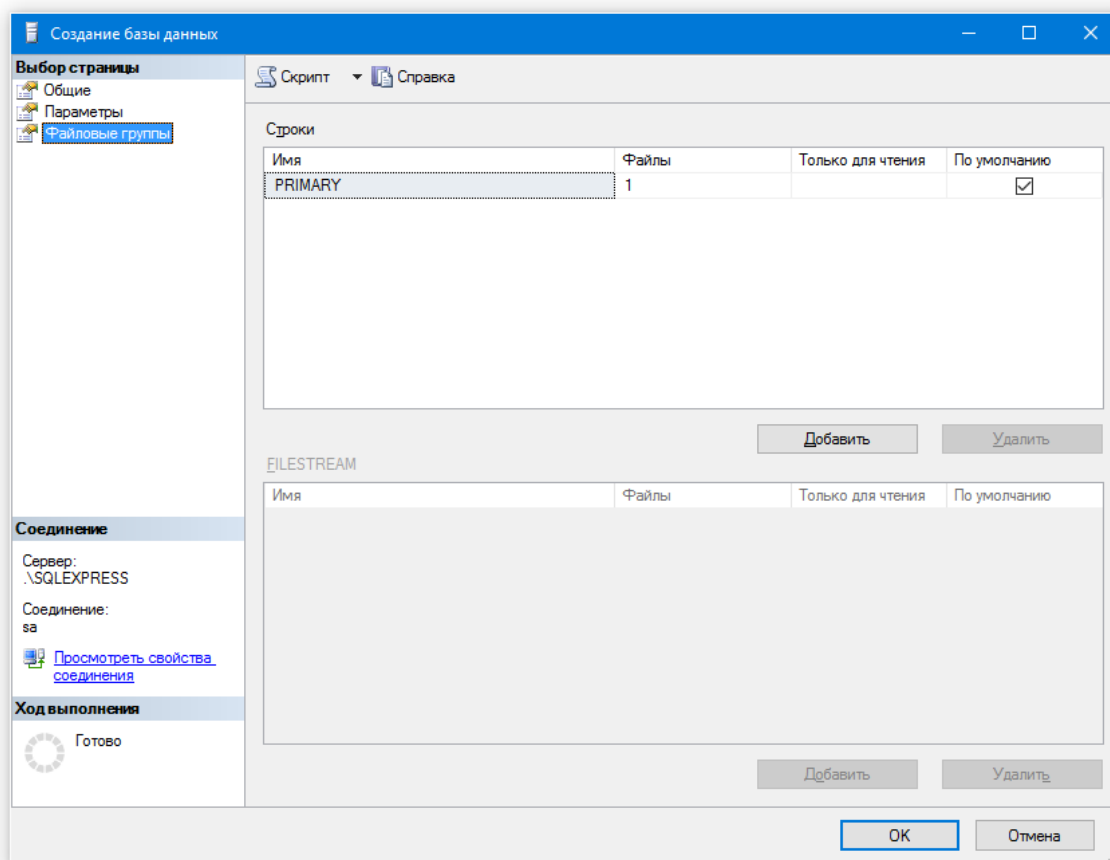 Создание базы данных
Выбор страницы
Общие
Параметры
Файловые группы
Скрипт
Справка
Строки
Имя Файлы Только для чтения По умолчанию
PRIMARY 1
Добавить Удалить
FILESTREAM
Имя Файлы Только для чтения По умолчанию
Добавить Удалить
Соединение
Сервер:
.\SQLEXPRESS
Соединение:
sa
Просмотреть свойства
соединения
Ход выполнения
Готово
OK Отмена